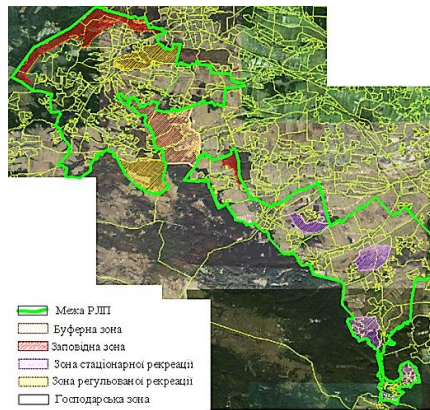 Межа РЛП
Буферна зона
Заповідна зона
Зона стаціонарної рекреації
Зона регульованої рекреації
Господарська зона